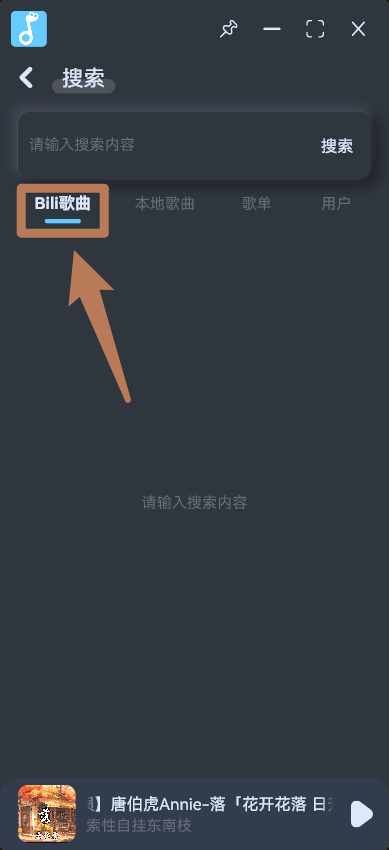 搜索
请输入搜索内容 搜索
Bili歌曲 本地歌曲 歌单 用户
请输入搜索内容
】唐伯虎Annie-落「花开花落 日
索性自挂东南枝